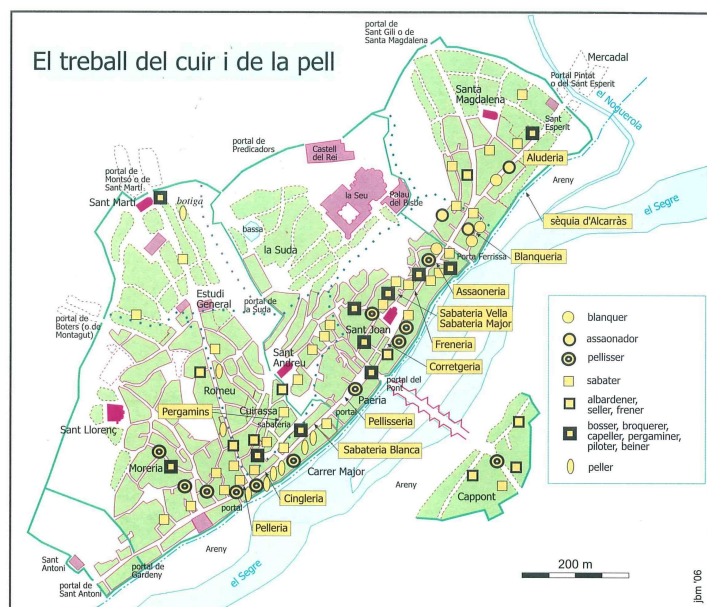 El treball del cuir i de la pell
portal de
Sant Gili o de
Santa Magdalena
Mercadal
Portal Pintat
o del Sant Esperit
el Noguerola
Santa
Magdalena
Sant
Esperit
portal de
Predicadors
Castell
del Rei
Aluderia
Areny
portal de
Montsó o de
Sant Martí
Sant Martí
botiga
la Seu
Palau
del Bisbe
sèquia d'Alcarràs
el Segre
bassa
la Suda
Porta Ferrissa
Blanqueria
Assaoneria
Estudi
General
portal de
la Suda
portal de
Boters (o de
Montagut)
Sabateria Vella
Sabateria Major
Sant Joan
Freneria
Sant
Andreu
Corretgeria
Romeu
portal del
Pont
Paeria
Pergamins
Cuirassa
sabateria
portal
Pellisseria
Sant Llorenç
Sabateria Blanca
Moreria
Carrer Major
Cingleria
Areny
Cappont
portal
Pelleria
Areny
Sant
Antoni
portal de
Sant Antoni
portal de
Gardeny
el Segre
blanquer
assaonador
pellisser
sabater
albardener,
seller, frener
bosser, broquerer,
capeller, pergaminer,
piloter, beiner
peller
200 m
jbm '06